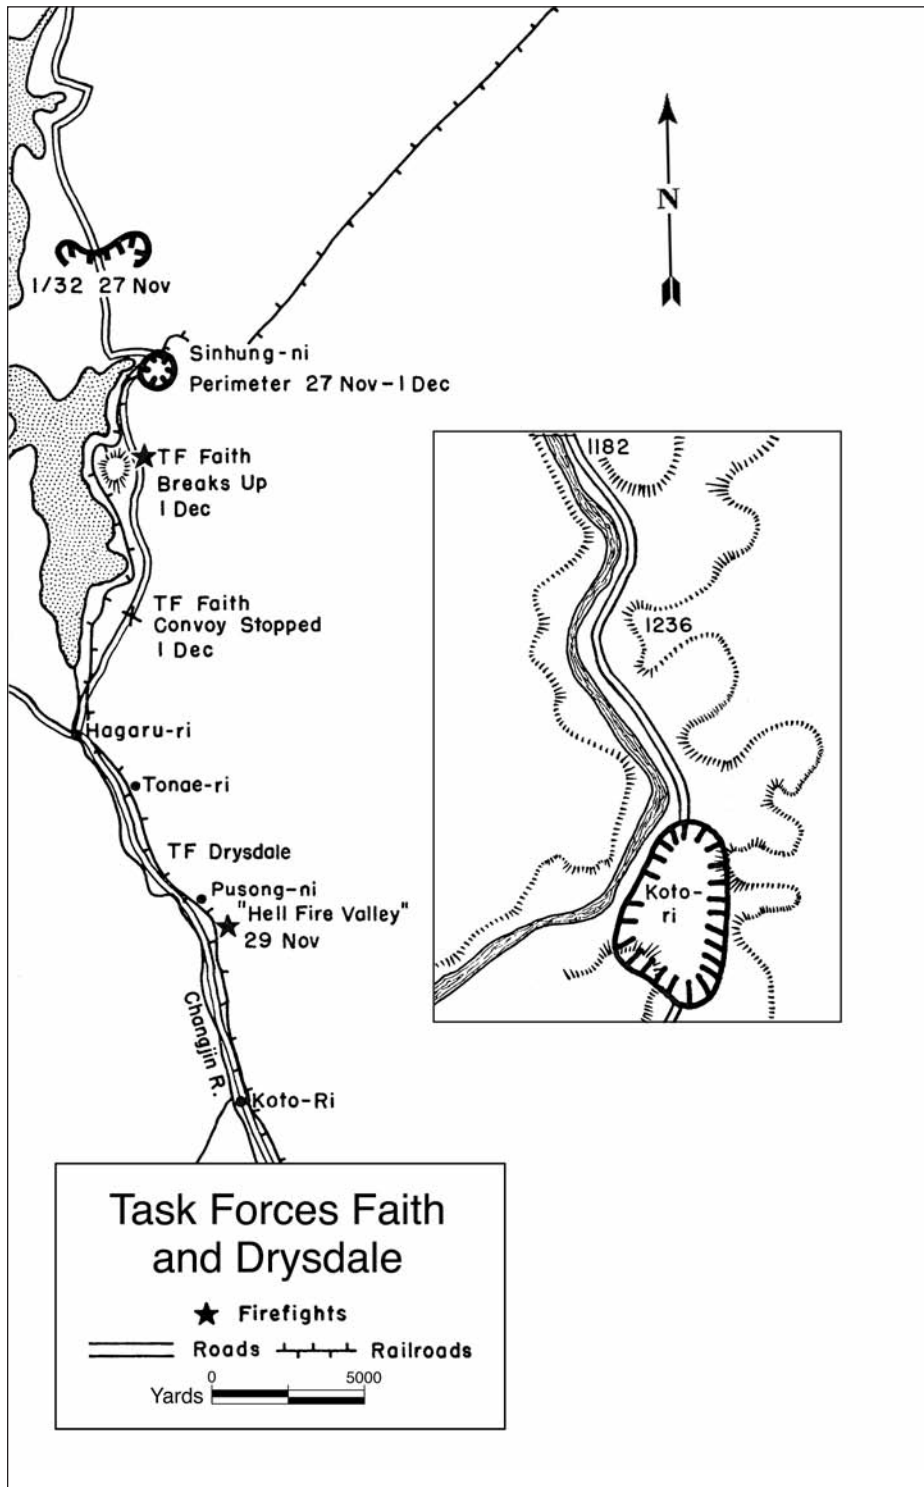 N
1/32 27 Nov
Sinhung-ni
Perimeter 27 Nov-1 Dec
TF Faith
Breaks Up
1 Dec
TF Faith
Convoy Stopped
1 Dec
Hagaru-ri
Tonae-ri
TF Drysdale
Pusong-ni
"Hell Fire Valley"
29 Nov
Changjin R.
Koto-Ri
1182
1236
Koto-
ri
Task Forces Faith
and Drysdale
Firefights
Roads
Railroads
0 5000
Yards